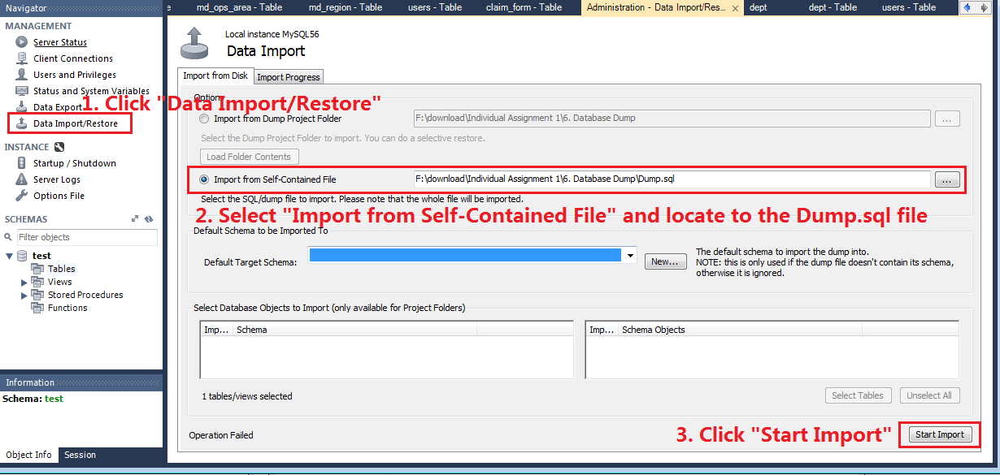 Navigator
e
md_ops_area - Table
md_region - Table
users - Table
claim_form - Table
Administration - Data Import/Res...
dept
dept - Table
users - Table
MANAGEMENT
Server Status
Client Connections
Users and Privileges
Status and System Variables
Data Export
Data Import/Restore
1. Click "Data Import/Restore"
INSTANCE
Startup / Shutdown
Server Logs
Options File
SCHEMAS
Filter objects
test
Tables
Views
Stored Procedures
Functions
Information
Schema: test
Object Info
Session
Local instance MySQL56
Data Import
Import from Disk
Import Progress
Options
Import from Dump Project Folder
F:\download\Individual Assignment 1\6. Database Dump
...
Select the Dump Project Folder to import. You can do a selective restore.
Load Folder Contents
Import from Self-Contained File
F:\download\Individual Assignment 1\6. Database Dump\Dump.sql
...
Select the SQL/dump file to import. Please note that the whole file will be imported.
2. Select "Import from Self-Contained File" and locate to the Dump.sql file
Default Schema to be Imported To
Default Target Schema:
New...
The default schema to import the dump into.
NOTE: this is only used if the dump file doesn't contain its schema,
otherwise it is ignored.
Select Database Objects to Import (only available for Project Folders)
Imp...
Schema
Imp...
Schema Objects
1 tables/views selected
Select Tables
Unselect All
Operation Failed
3. Click "Start Import"
Start Import